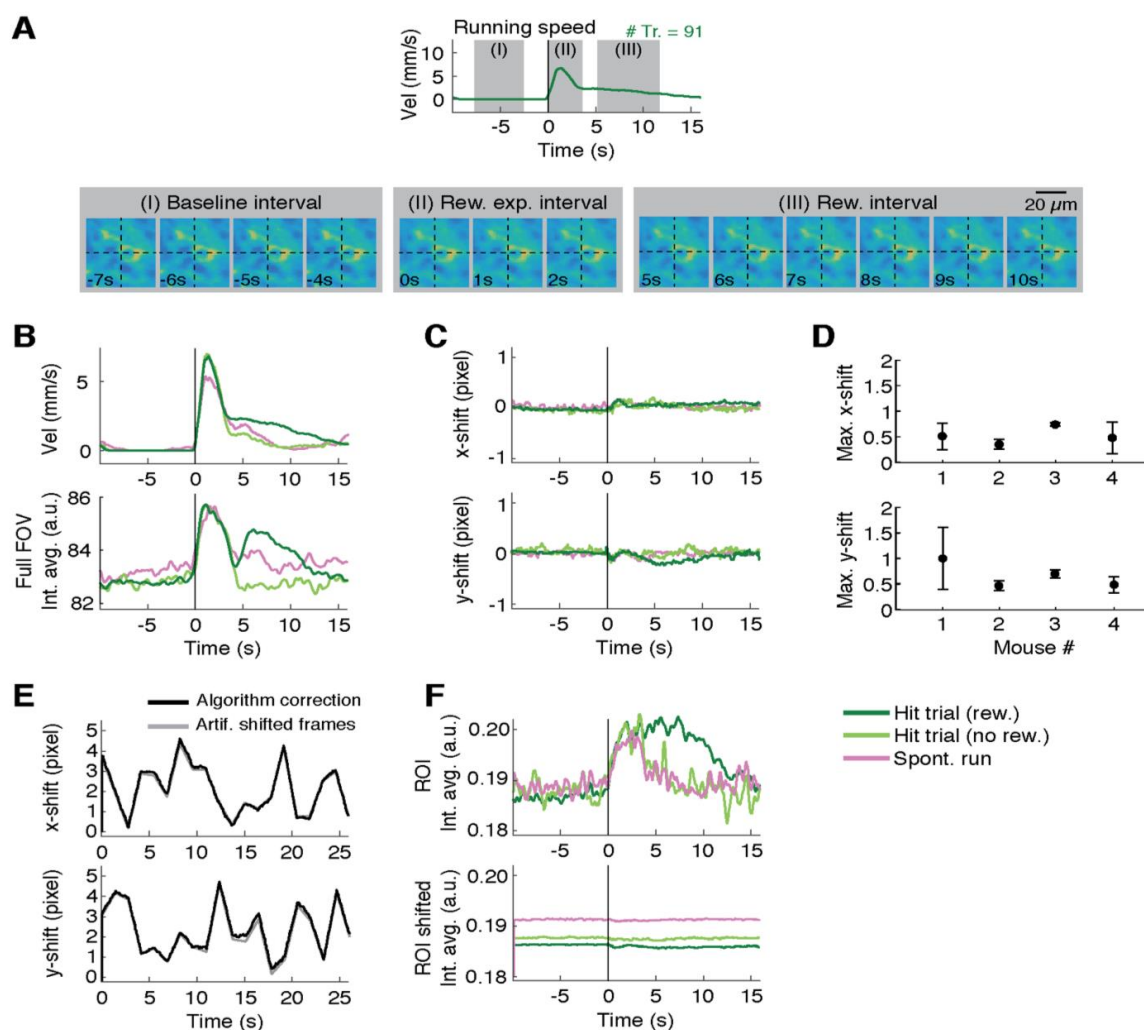 A
Running speed
# Tr. = 91
(I) (II) (III)
Vel (mm/s)
10
5
0
-5 0 5 10 15
Time (s)
(I) Baseline interval
-7s -6s -5s -4s
(II) Rew. exp. interval
0s 1s 2s
(III) Rew. interval
20 µm
5s 6s 7s 8s 9s 10s
B
Vel (mm/s)
5
0
-5 0 5 10 15
Full FOV
Int. avg. (a.u.)
86
84
82
-5 0 5 10 15
Time (s)
C
x-shift (pixel)
1
0
-1
-5 0 5 10 15
y-shift (pixel)
1
0
-1
-5 0 5 10 15
Time (s)
D
Max. x-shift
2
1.5
1
0.5
0
1 2 3 4
Max. y-shift
2
1.5
1
0.5
0
1 2 3 4
Mouse #
E
Algorithm correction
Artif. shifted frames
x-shift (pixel)
5
4
3
2
1
0
0 5 10 15 20 25
y-shift (pixel)
5
4
3
2
1
0
0 5 10 15 20 25
Time (s)
F
ROI
Int. avg. (a.u.)
0.20
0.19
0.18
-5 0 5 10 15
ROI shifted
Int. avg. (a.u.)
0.20
0.19
0.18
-5 0 5 10 15
Time (s)
Hit trial (rew.)
Hit trial (no rew.)
Spont. run